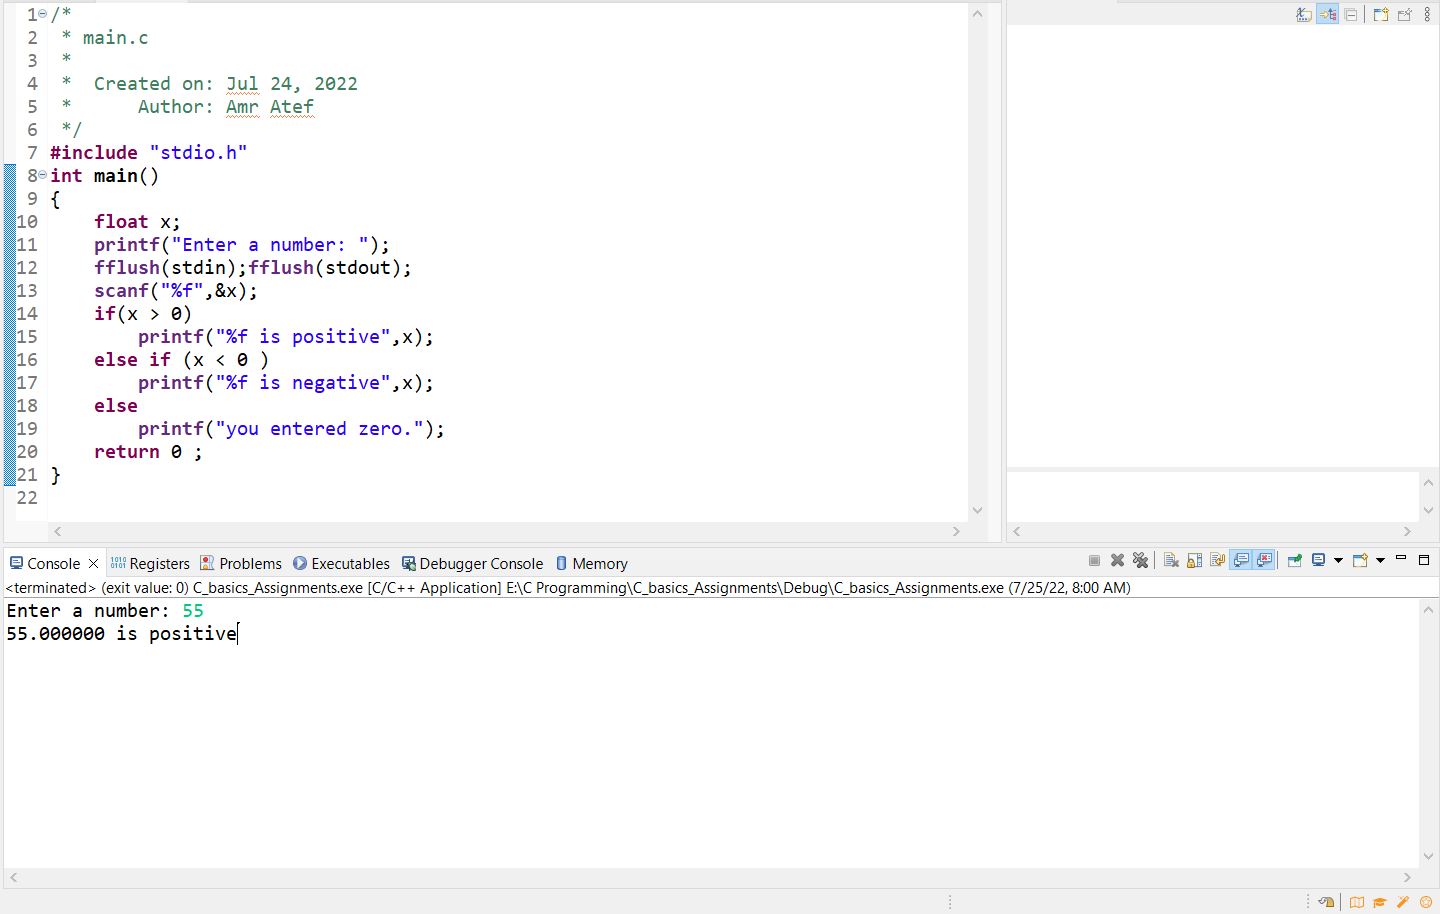 1 /*
2  * main.c
3  *
4  *  Created on: Jul 24, 2022
5  *      Author: Amr Atef
6  */
7 #include "stdio.h"
8 int main()
9 {
10     float x;
11     printf("Enter a number: ");
12     fflush(stdin);fflush(stdout);
13     scanf("%f",&x);
14     if(x > 0)
15         printf("%f is positive",x);
16     else if (x < 0 )
17         printf("%f is negative",x);
18     else
19         printf("you entered zero.");
20     return 0 ;
21 }
22
Console Registers Problems Executables Debugger Console Memory
<terminated> (exit value: 0) C_basics_Assignments.exe [C/C++ Application] E:\C Programming\C_basics_Assignments\Debug\C_basics_Assignments.exe (7/25/22, 8:00 AM)
Enter a number: 55
55.000000 is positive